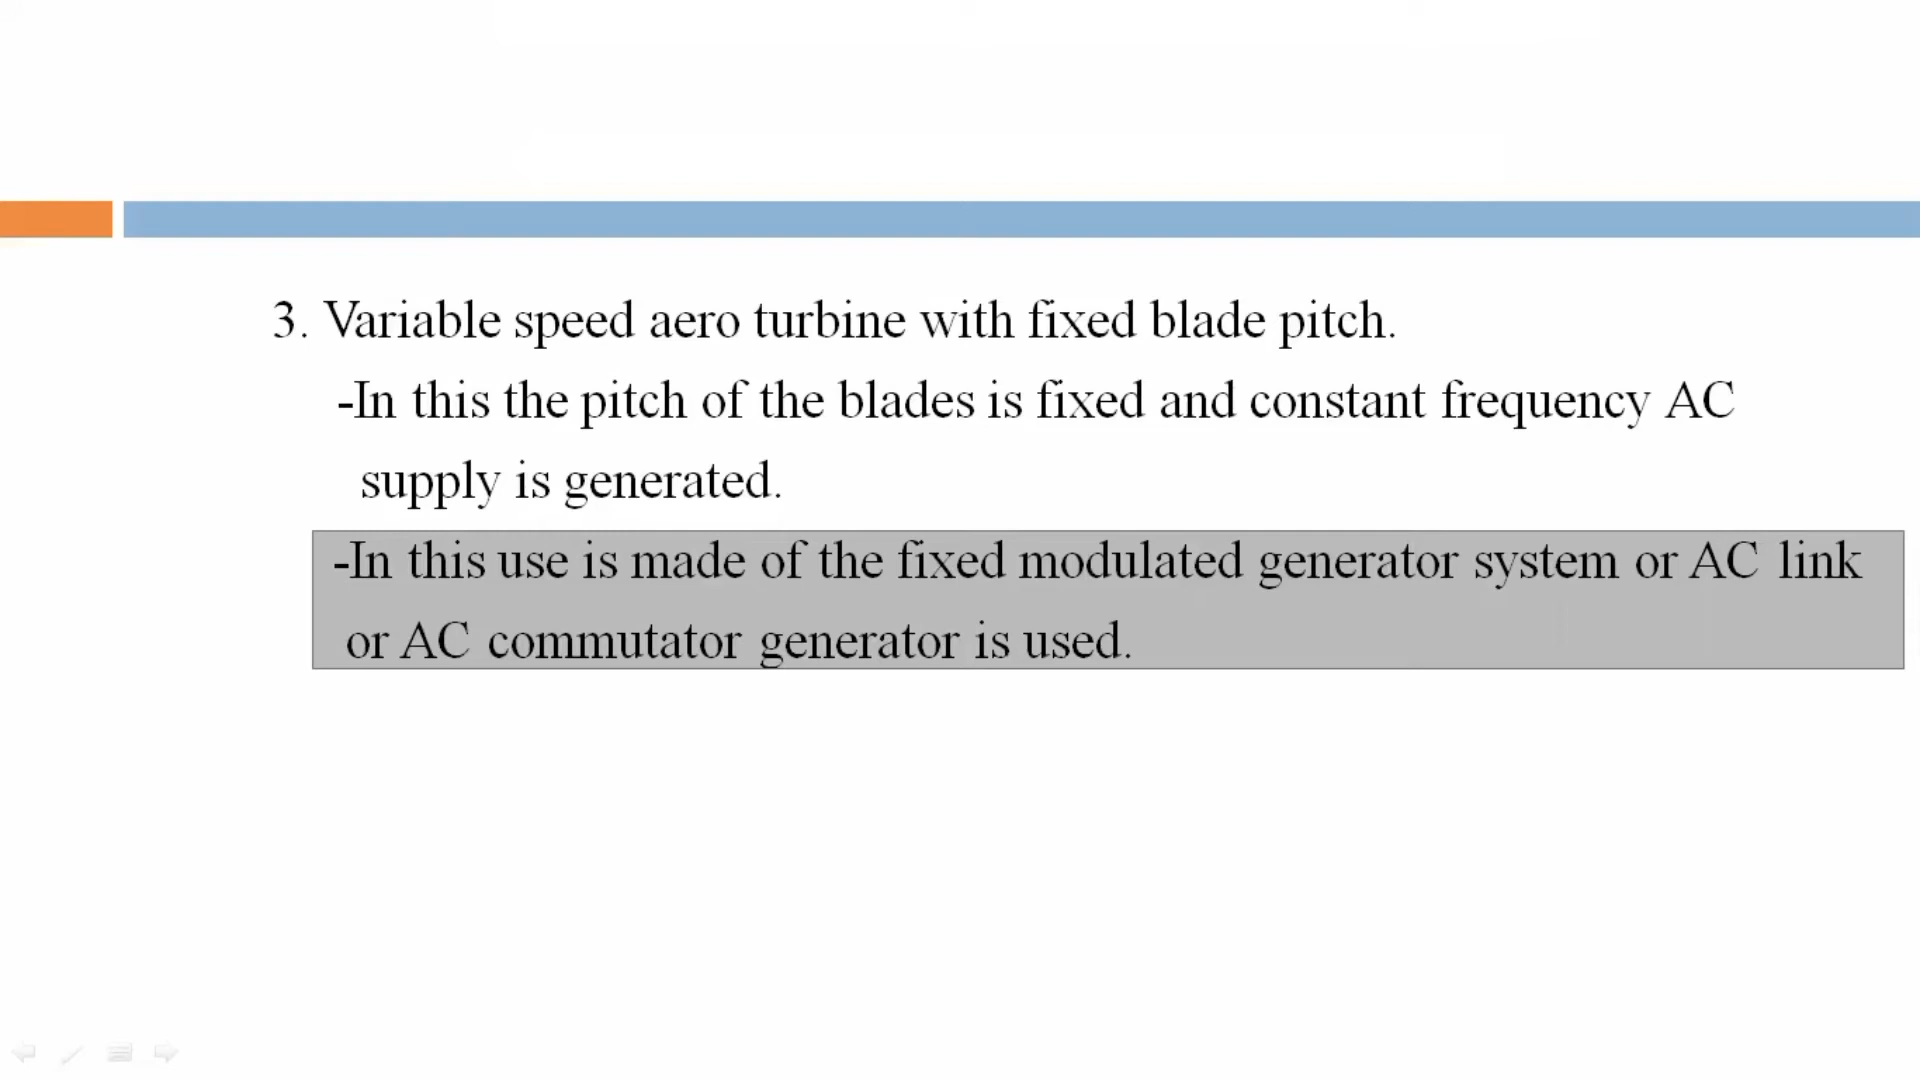 3. Variable speed aero turbine with fixed blade pitch.
-In this the pitch of the blades is fixed and constant frequency AC
supply is generated.
-In this use is made of the fixed modulated generator system or AC link
or AC commutator generator is used.